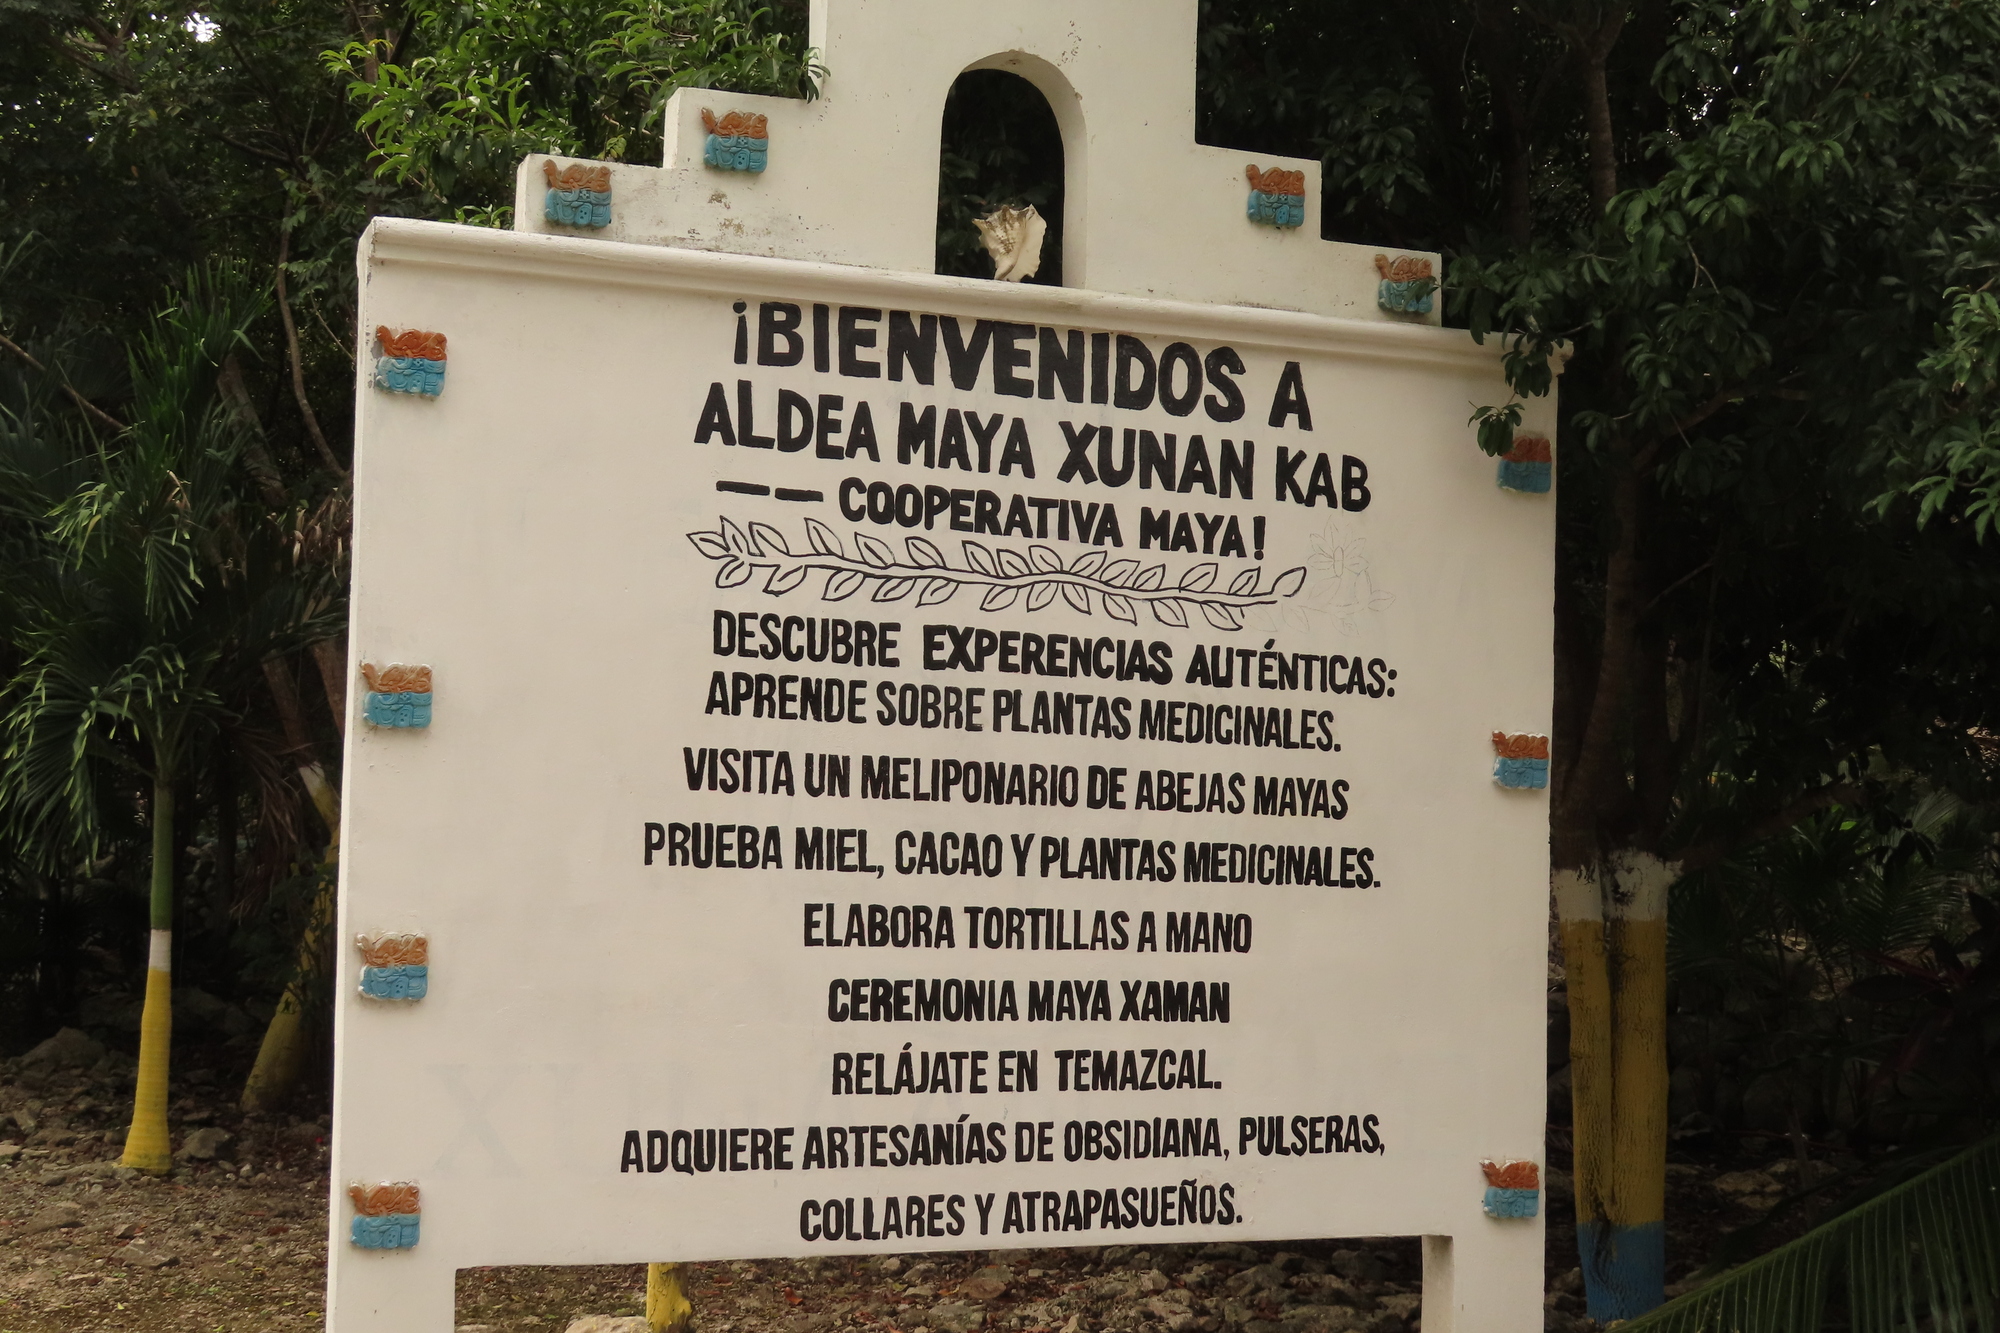 ¡BIENVENIDOS A
ALDEA MAYA XUNAN KAB
—— COOPERATIVA MAYA!
DESCUBRE EXPERENCIAS AUTÉNTICAS:
APRENDE SOBRE PLANTAS MEDICINALES.
VISITA UN MELIPONARIO DE ABEJAS MAYAS
PRUEBA MIEL, CACAO Y PLANTAS MEDICINALES.
ELABORA TORTILLAS A MANO
CEREMONIA MAYA XAMAN
RELÁJATE EN TEMAZCAL.
ADQUIERE ARTESANÍAS DE OBSIDIANA, PULSERAS,
COLLARES Y ATRAPASUEÑOS.